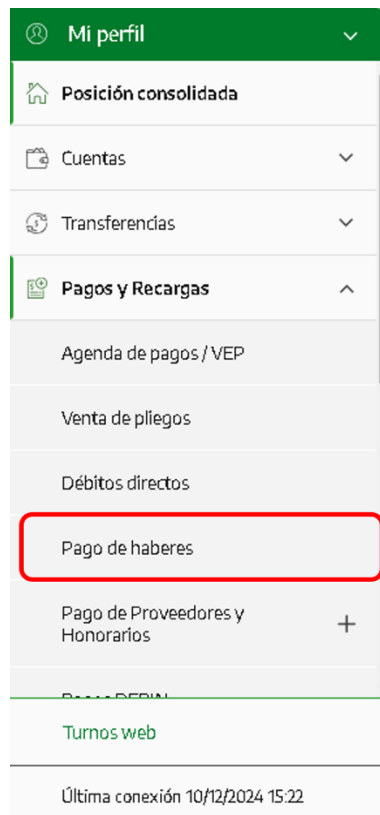 Mi perfil
Posición consolidada
Cuentas
Transferencias
Pagos y Recargas
Agenda de pagos / VEP
Venta de pliegos
Débitos directos
Pago de haberes
Pago de Proveedores y
Honorarios
Turnos web
Última conexión 10/12/2024 15:22